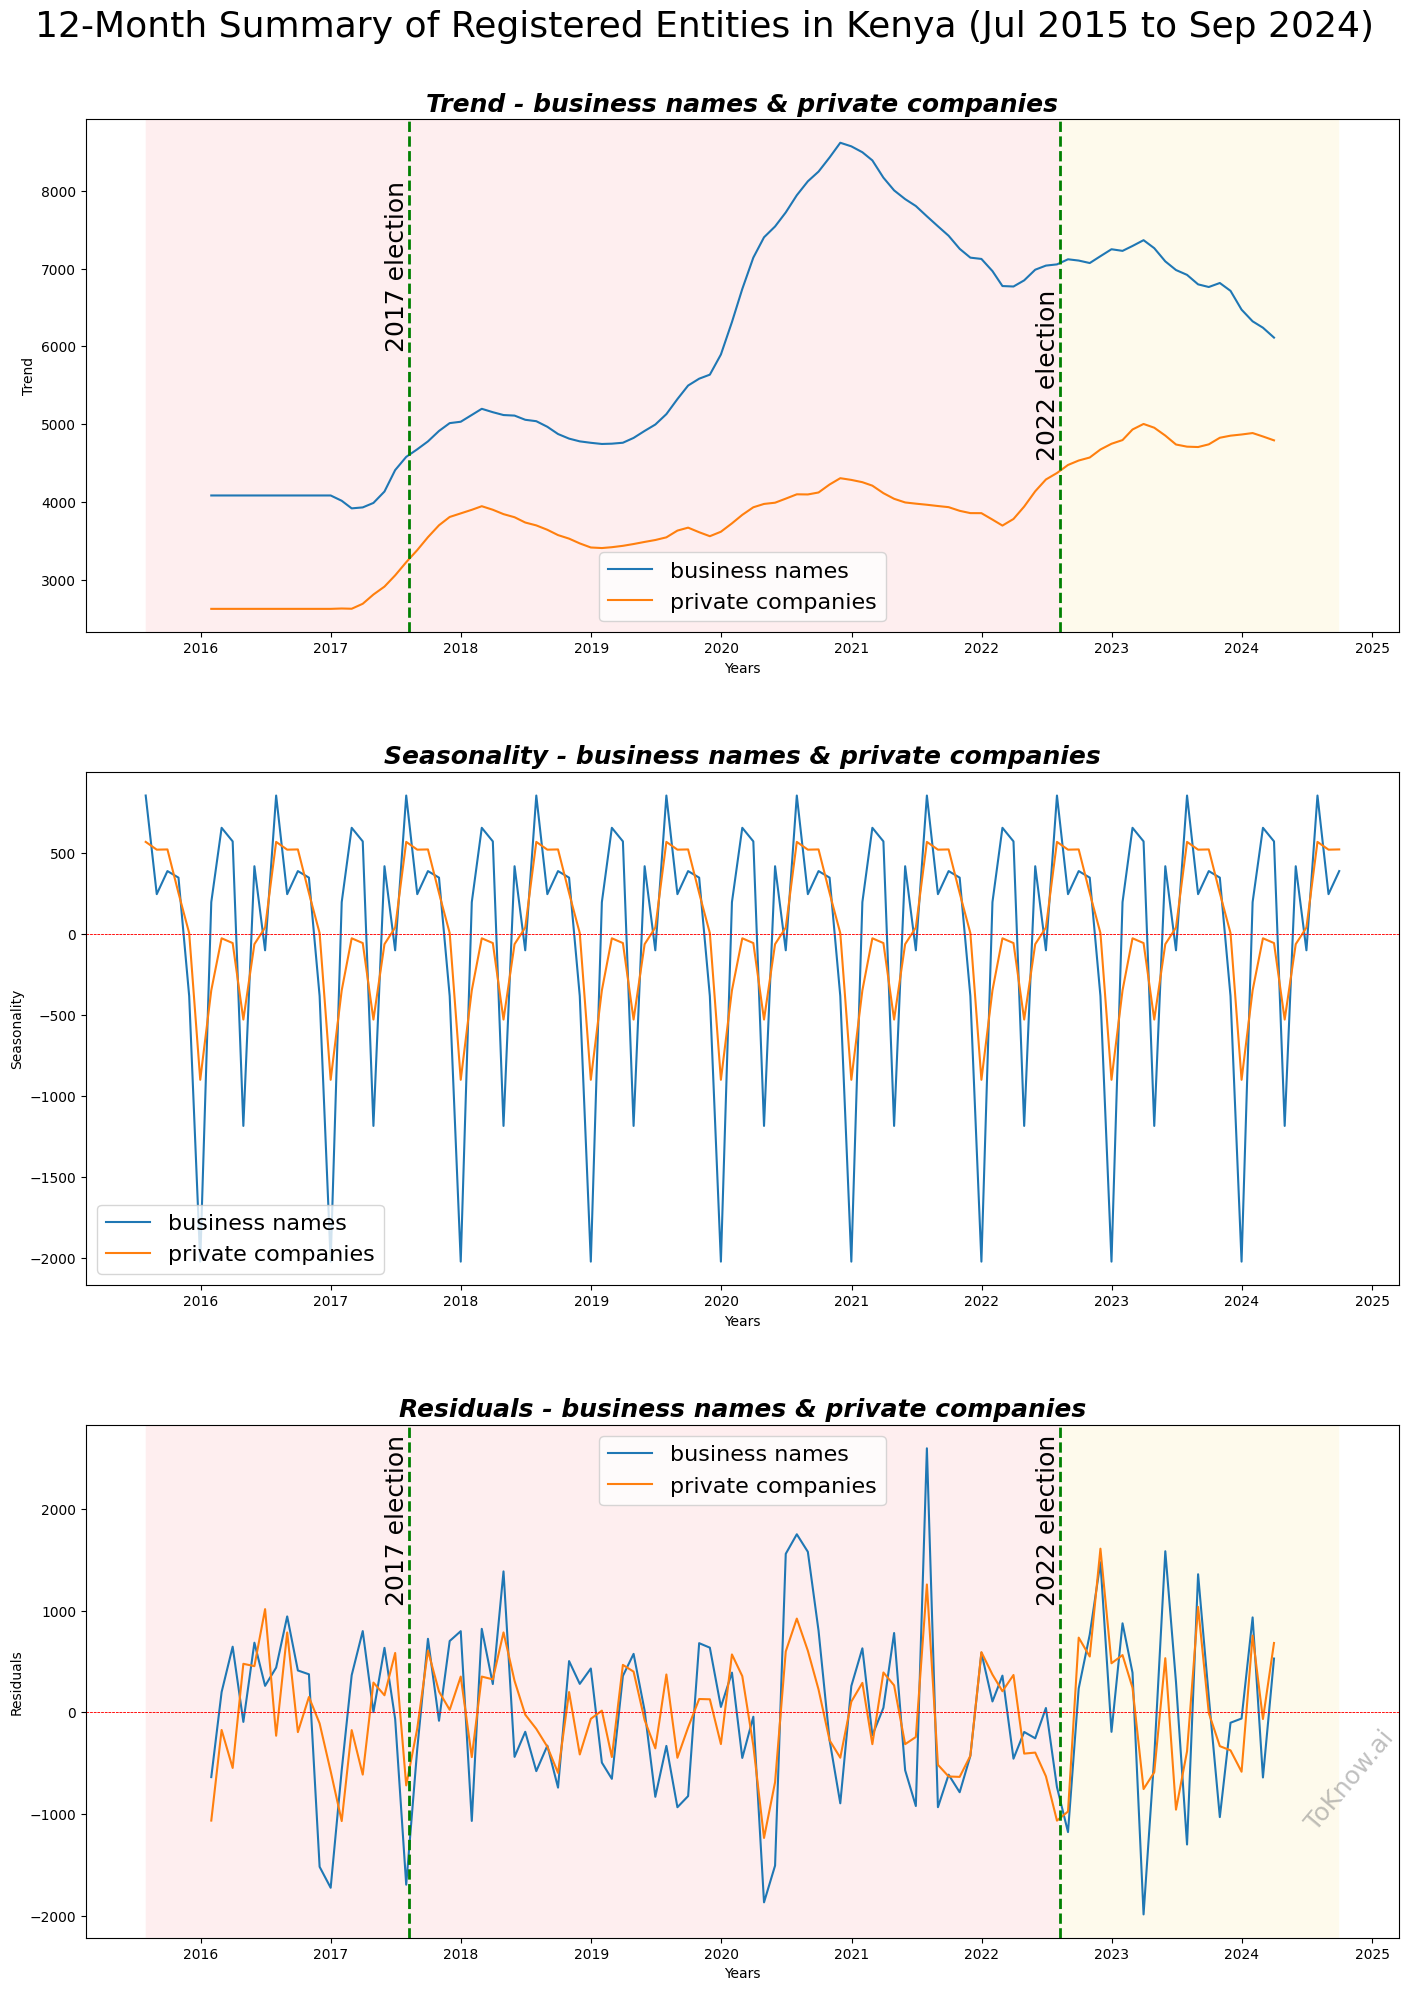 12-Month Summary of Registered Entities in Kenya (Jul 2015 to Sep 2024)
Trend - business names & private companies
Trend
8000
7000
6000
5000
4000
3000
2017 election
2022 election
business names
private companies
2016 2017 2018 2019 2020 2021 2022 2023 2024 2025
Years
Seasonality - business names & private companies
Seasonality
500
0
−500
−1000
−1500
−2000
business names
private companies
2016 2017 2018 2019 2020 2021 2022 2023 2024 2025
Years
Residuals - business names & private companies
Residuals
2000
1000
0
−1000
−2000
2017 election
business names
private companies
2022 election
ToKnow.ai
2016 2017 2018 2019 2020 2021 2022 2023 2024 2025
Years